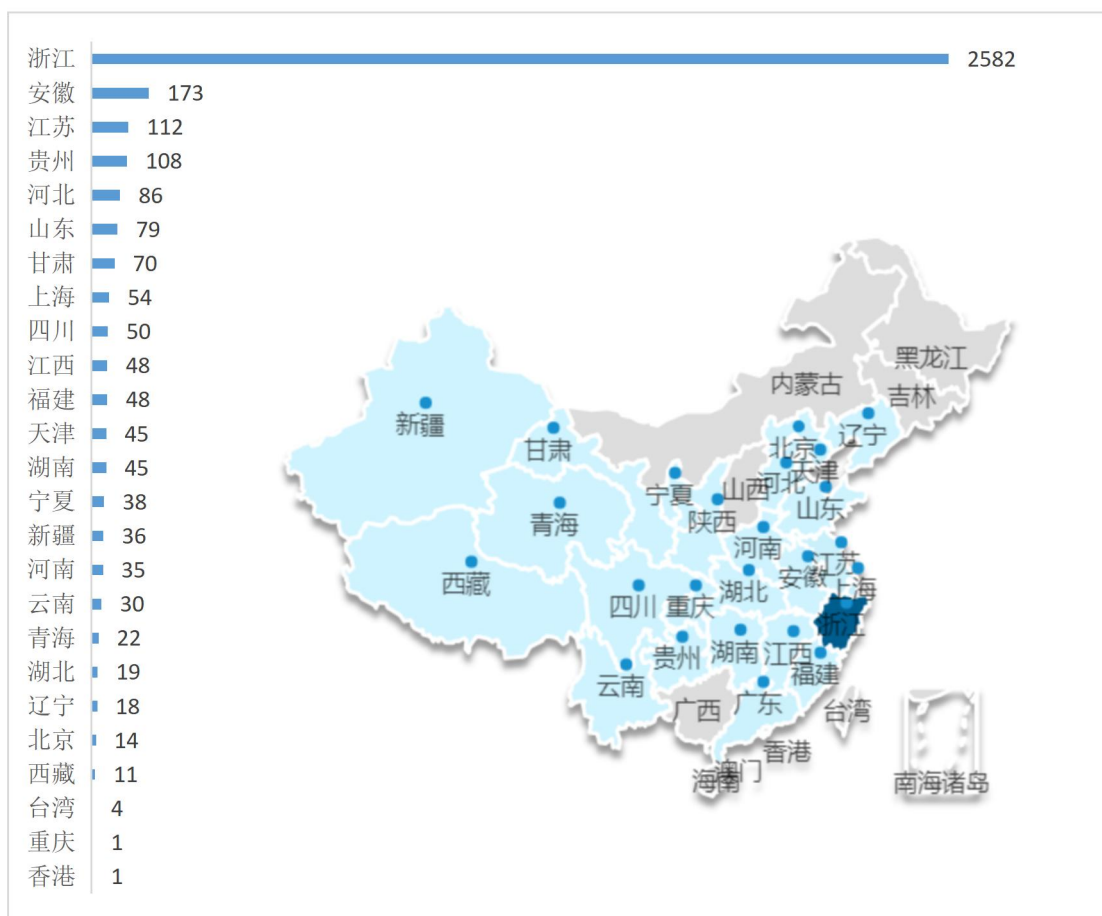 浙江 2582
安徽 173
江苏 112
贵州 108
河北 86
山东 79
甘肃 70
上海 54
四川 50
江西 48
福建 48
天津 45
湖南 45
宁夏 38
新疆 36
河南 35
云南 30
青海 22
湖北 19
辽宁 18
北京 14
西藏 11
台湾 4
重庆 1
香港 1
黑龙江
内蒙古
吉林
新疆
辽宁
甘肃
北京
天津
河北
山西
宁夏
山东
陕西
青海
河南
江苏
安徽
西藏
上海
湖北
四川
重庆
浙江
贵州
湖南
江西
福建
云南
广西
广东
台湾
香港
澳门
海南
南海诸岛